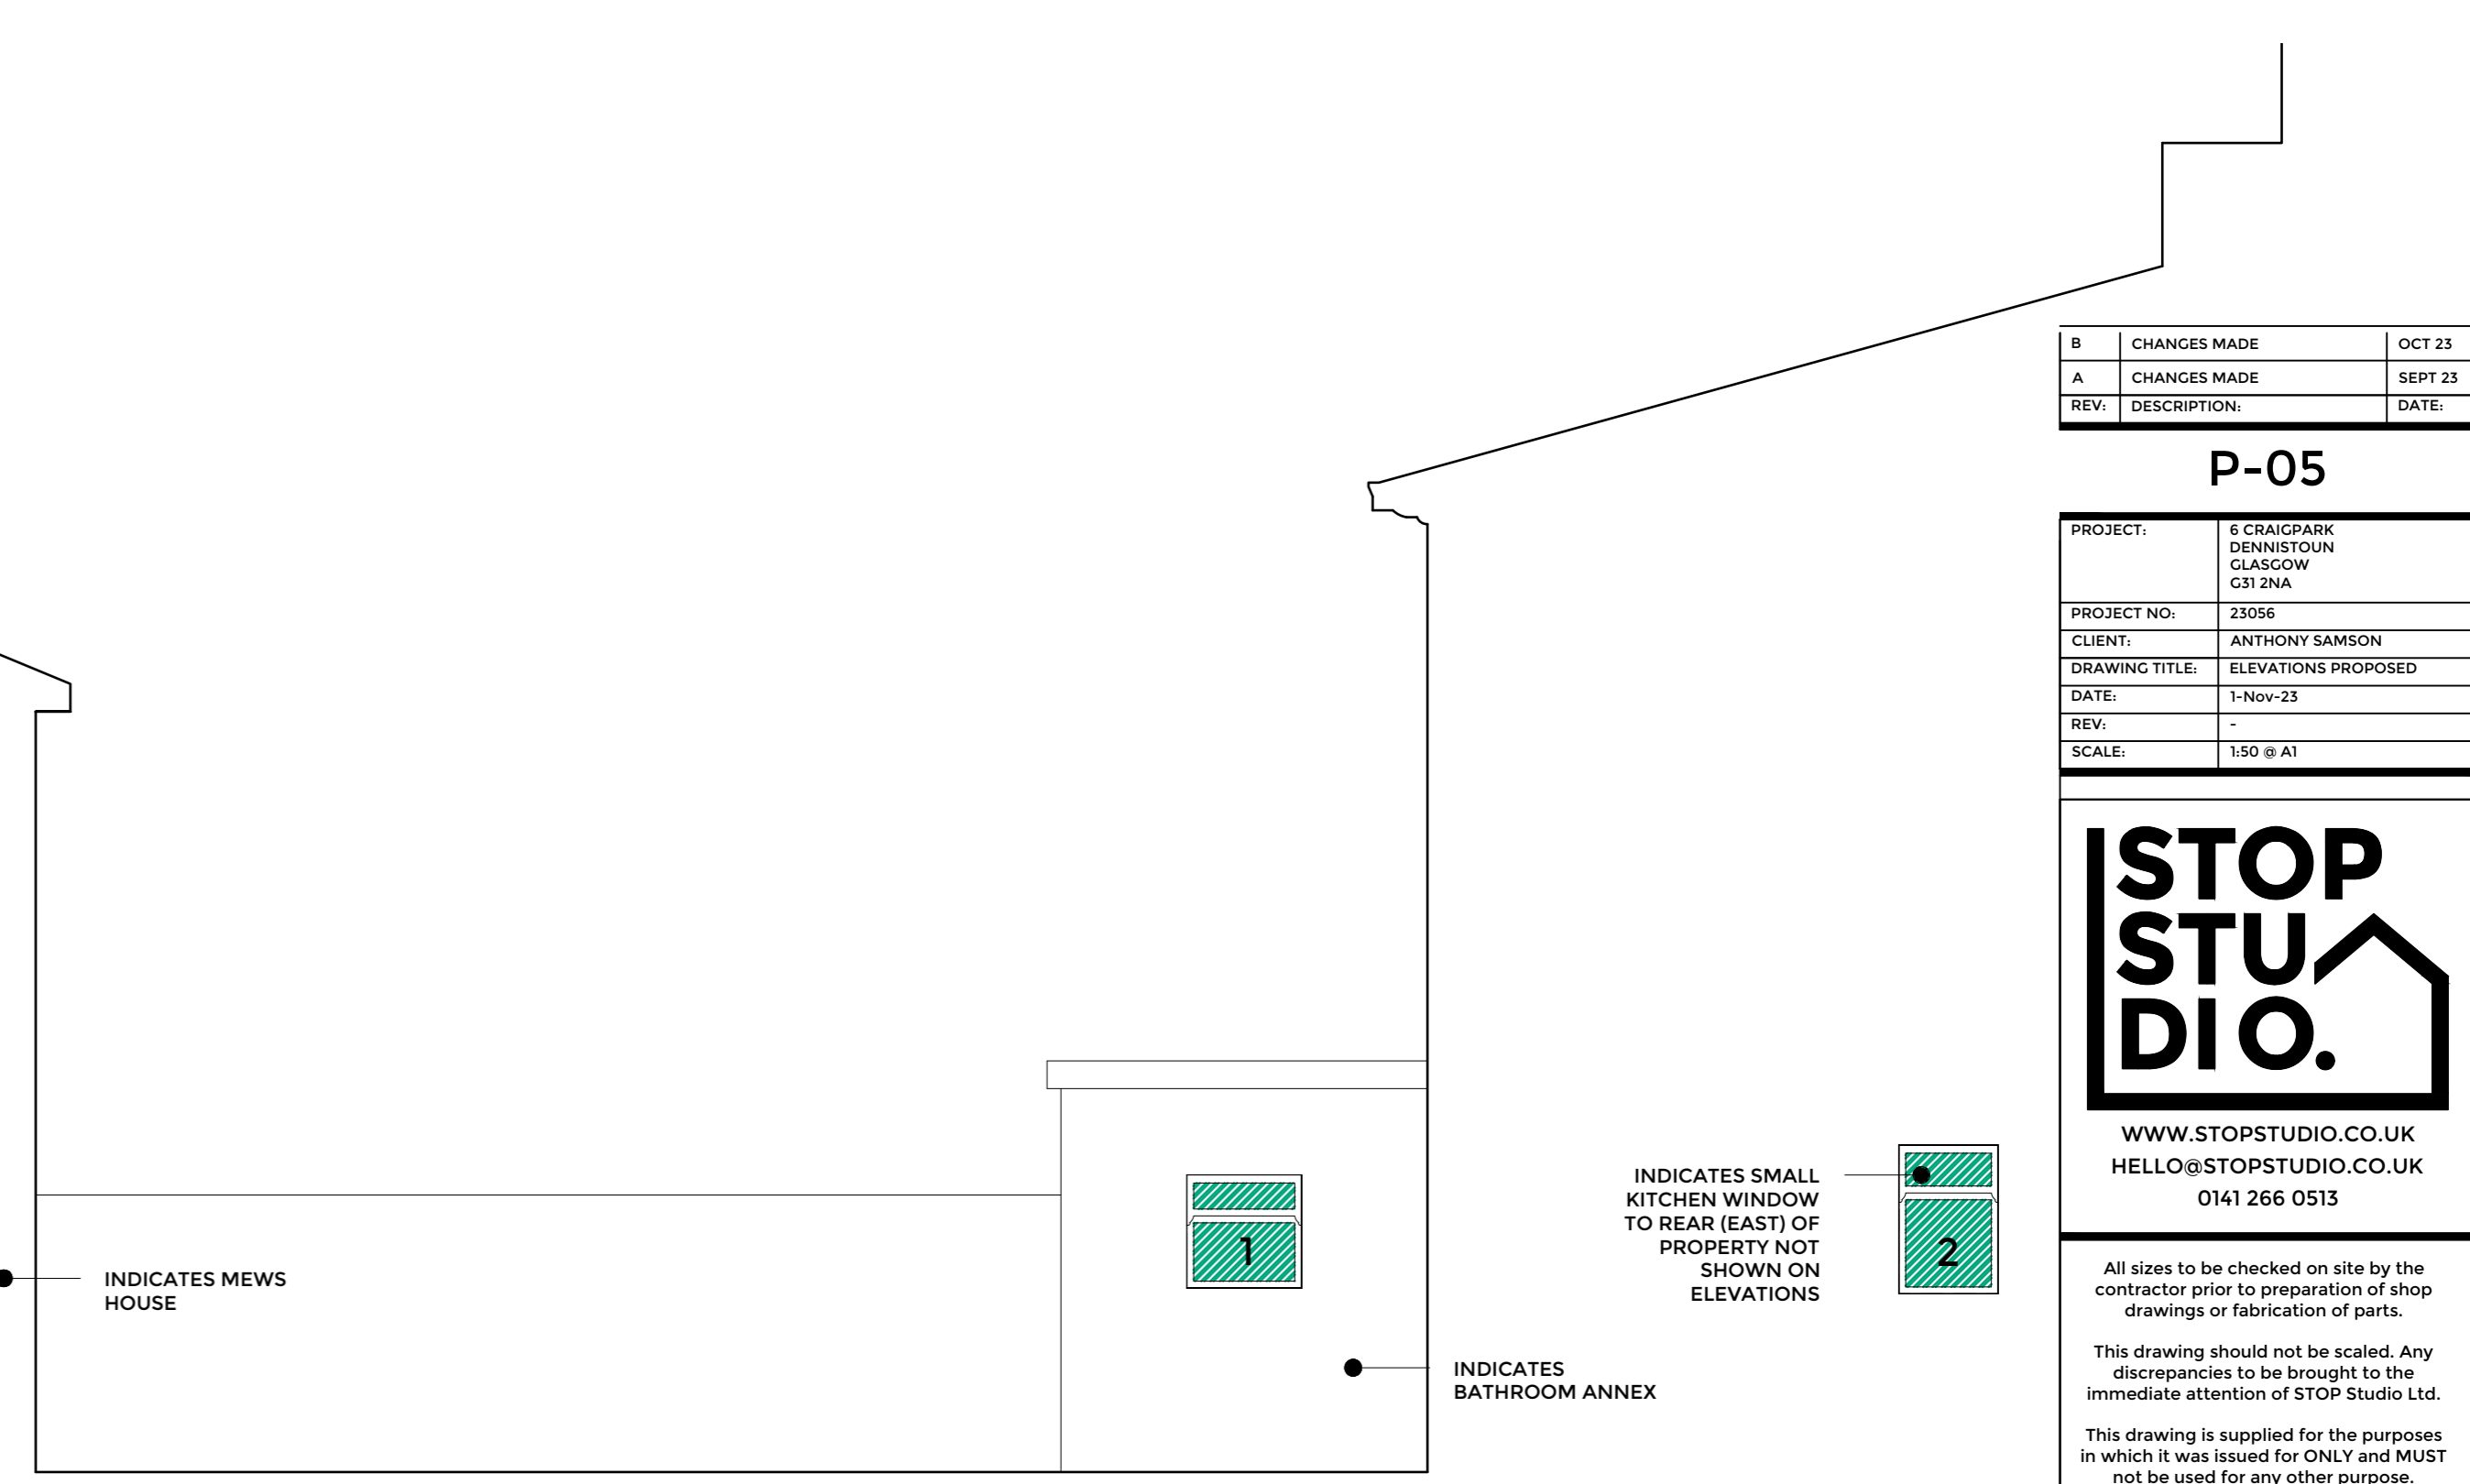 B CHANGES MADE OCT 23
A CHANGES MADE SEPT 23
REV: DESCRIPTION: DATE:
P-05
PROJECT: 6 CRAIGPARK
DENNISTOUN
GLASGOW
G31 2NA
PROJECT NO: 23056
CLIENT: ANTHONY SAMSON
DRAWING TITLE: ELEVATIONS PROPOSED
DATE: 1-Nov-23
REV: -
SCALE: 1:50 @ A1
STOP
STU
DIO.
WWW.STOPSTUDIO.CO.UK
HELLO@STOPSTUDIO.CO.UK
0141 266 0513
All sizes to be checked on site by the
contractor prior to preparation of shop
drawings or fabrication of parts.
This drawing should not be scaled. Any
discrepancies to be brought to the
immediate attention of STOP Studio Ltd.
This drawing is supplied for the purposes
in which it was issued for ONLY and MUST
not be used for any other purpose.
INDICATES MEWS
HOUSE
1
INDICATES
BATHROOM ANNEX
INDICATES SMALL
KITCHEN WINDOW
TO REAR (EAST) OF
PROPERTY NOT
SHOWN ON
ELEVATIONS
2